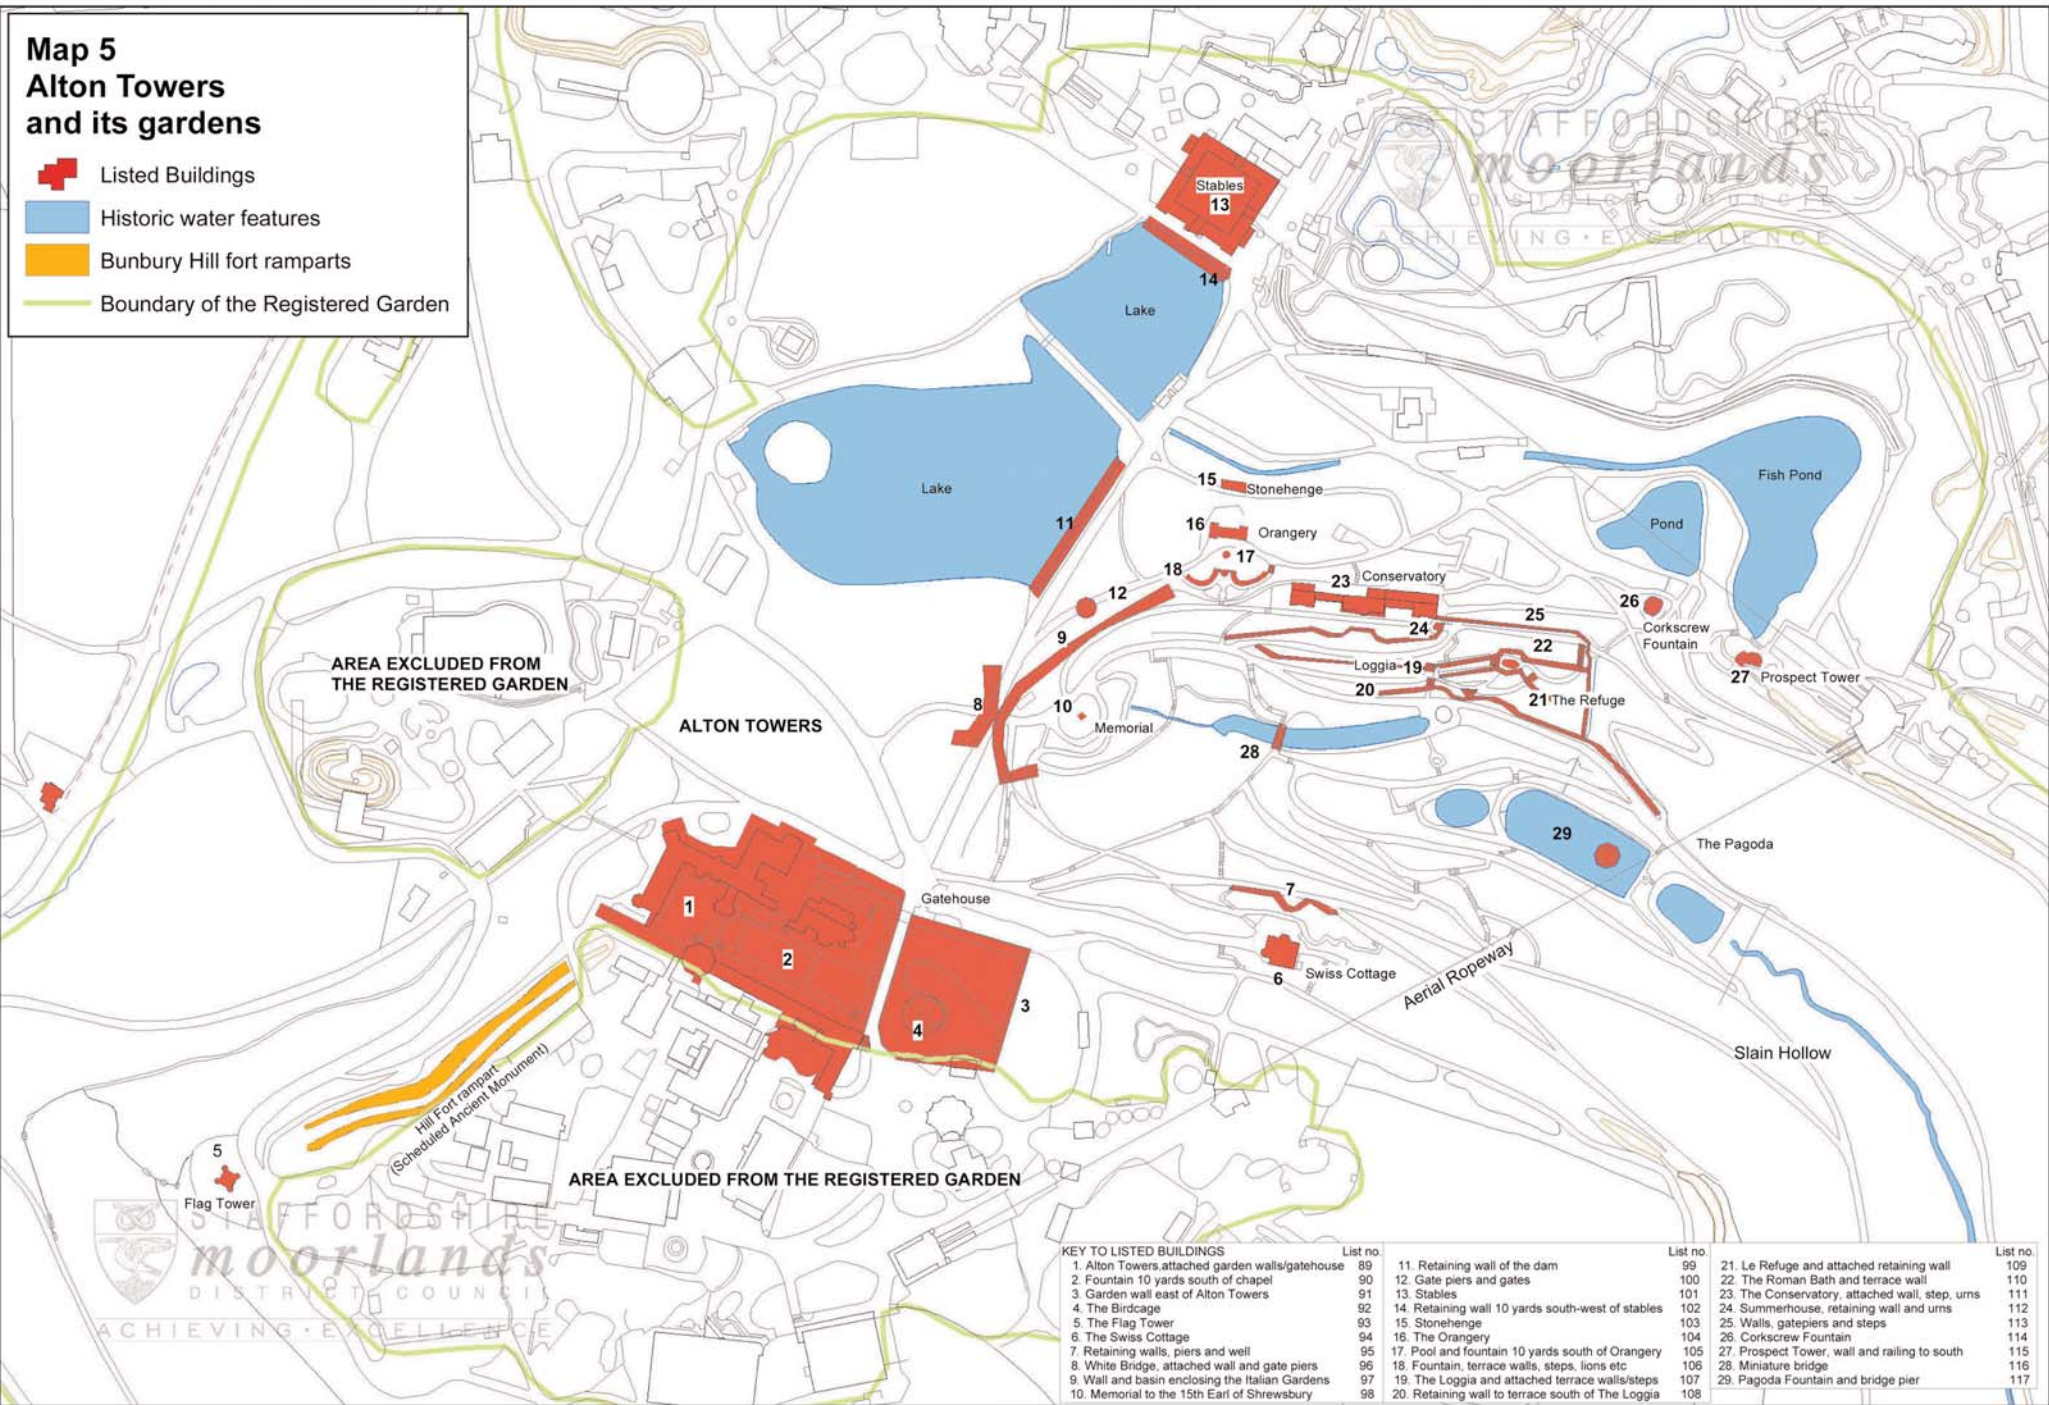 Map 5
Alton Towers
and its gardens
Listed Buildings
Historic water features
Bunbury Hill fort ramparts
Boundary of the Registered Garden
STAFFORDSHIRE
moorlands
DISTRICT COUNCIL
ACHIEVING · EXCELLENCE
Stables
13
14
Lake
Lake
11
15
Stonehenge
16
Orangery
17
18
12
9
23
Conservatory
24
25
22
Loggia
19
20
21
The Refuge
Fish Pond
Pond
26
Corkscrew
Fountain
27
Prospect Tower
8
10
Memorial
28
AREA EXCLUDED FROM
THE REGISTERED GARDEN
ALTON TOWERS
29
The Pagoda
Gatehouse
1
2
3
4
7
6
Swiss Cottage
Aerial Ropeway
Slain Hollow
Hill Fort rampart
(Scheduled Ancient Monument)
5
Flag Tower
AREA EXCLUDED FROM THE REGISTERED GARDEN
STAFFORDSHIRE
moorlands
DISTRICT COUNCIL
ACHIEVING · EXCELLENCE
KEY TO LISTED BUILDINGS List no.
1. Alton Towers,attached garden walls/gatehouse 89
2. Fountain 10 yards south of chapel 90
3. Garden wall east of Alton Towers 91
4. The Birdcage 92
5. The Flag Tower 93
6. The Swiss Cottage 94
7. Retaining walls, piers and well 95
8. White Bridge, attached wall and gate piers 96
9. Wall and basin enclosing the Italian Gardens 97
10. Memorial to the 15th Earl of Shrewsbury 98
List no.
11. Retaining wall of the dam 99
12. Gate piers and gates 100
13. Stables 101
14. Retaining wall 10 yards south-west of stables 102
15. Stonehenge 103
16. The Orangery 104
17. Pool and fountain 10 yards south of Orangery 105
18. Fountain, terrace walls, steps, lions etc 106
19. The Loggia and attached terrace walls/steps 107
20. Retaining wall to terrace south of The Loggia 108
List no.
21. Le Refuge and attached retaining wall 109
22. The Roman Bath and terrace wall 110
23. The Conservatory, attached wall, step, urns 111
24. Summerhouse, retaining wall and urns 112
25. Walls, gatepiers and steps 113
26. Corkscrew Fountain 114
27. Prospect Tower, wall and railing to south 115
28. Miniature bridge 116
29. Pagoda Fountain and bridge pier 117